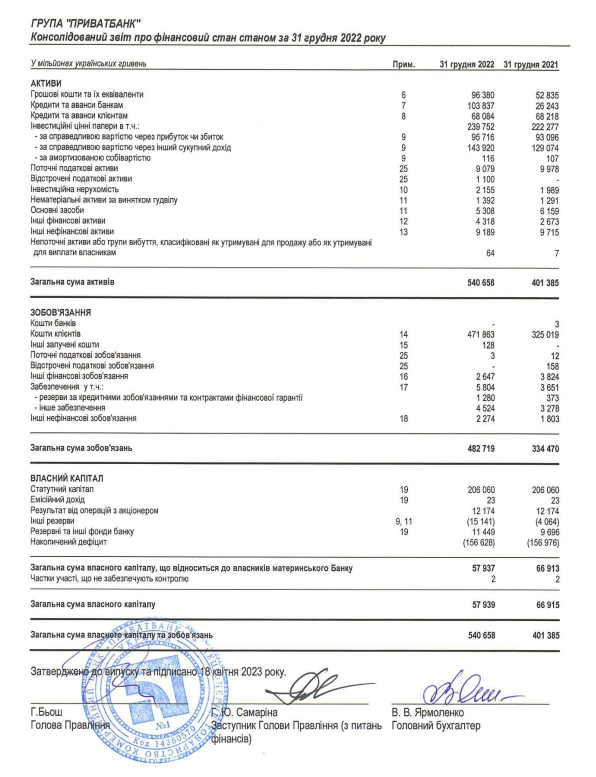 ГРУПА "ПРИВАТБАНК"
Консолідований звіт про фінансовий стан станом за 31 грудня 2022 року
У мільйонах українських гривень Прим. 31 грудня 2022 31 грудня 2021
АКТИВИ
Грошові кошти та їх еквіваленти 6 96 380 52 835
Кредити та аванси банкам 7 103 837 26 243
Кредити та аванси клієнтам 8 68 084 68 218
Інвестиційні цінні папери в т.ч.: 239 752 222 277
- за справедливою вартістю через прибуток чи збиток 9 95 716 93 096
- за справедливою вартістю через інший сукупний дохід 9 143 920 129 074
- за амортизованою собівартістю 9 116 107
Поточні податкові активи 25 9 079 9 978
Відстрочені податкові активи 25 1 100 -
Інвестиційна нерухомість 10 2 155 1 989
Нематеріальні активи за винятком гудвілу 11 1 392 1 291
Основні засоби 11 5 308 6 159
Інші фінансові активи 12 4 318 2 673
Інші нефінансові активи 13 9 189 9 715
Непоточні активи або групи вибуття, класифіковані як утримувані для продажу або як утримувані
для виплати власникам 64 7
Загальна сума активів 540 658 401 385
ЗОБОВ'ЯЗАННЯ
Кошти банків - 3
Кошти клієнтів 14 471 863 325 019
Інші залучені кошти 15 128 -
Поточні податкові зобов'язання 25 3 12
Відстрочені податкові зобов'язання 25 - 158
Інші фінансові зобов'язання 16 2 647 3 824
Забезпечення у т.ч.: 17 5 804 3 651
- резерви за кредитними зобов'язаннями та контрактами фінансової гарантії 1 280 373
- інше забезпечення 4 524 3 278
Інші нефінансові зобов'язання 18 2 274 1 803
Загальна сума зобов'язань 482 719 334 470
ВЛАСНИЙ КАПІТАЛ
Статутний капітал 19 206 060 206 060
Емісійний дохід 19 23 23
Результат від операцій з акціонером 12 174 12 174
Інші резерви 9, 11 (15 141) (4 064)
Резервні та інші фонди банку 19 11 449 9 696
Накопичений дефіцит (156 628) (156 976)
Загальна сума власного капіталу, що відноситься до власників материнського Банку 57 937 66 913
Частки участі, що не забезпечують контролю 2 2
Загальна сума власного капіталу 57 939 66 915
Загальна сума власного капіталу та зобов'язань 540 658 401 385
Затверджено до випуску та підписано 18 квітня 2023 року.
Г.Бьош Г. Ю. Самаріна В. В. Ярмоленко
Голова Правління Заступник Голови Правління (з питань Головний бухгалтер
фінансів)
№1
Код 14360570